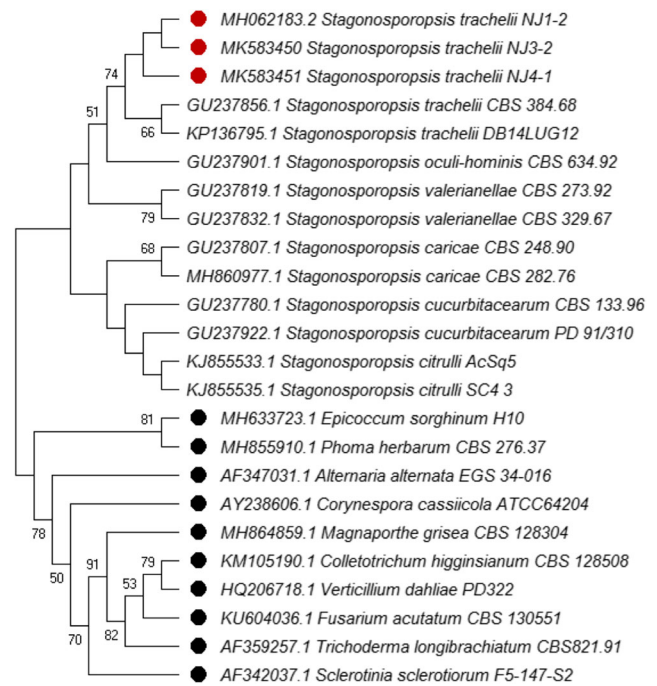 MH062183.2 Stagonosporopsis trachelii NJ1-2
MK583450 Stagonosporopsis trachelii NJ3-2
74
MK583451 Stagonosporopsis trachelii NJ4-1
GU237856.1 Stagonosporopsis trachelii CBS 384.68
51
66
KP136795.1 Stagonosporopsis trachelii DB14LUG12
GU237901.1 Stagonosporopsis oculi-hominis CBS 634.92
GU237819.1 Stagonosporopsis valerianellae CBS 273.92
79
GU237832.1 Stagonosporopsis valerianellae CBS 329.67
68
GU237807.1 Stagonosporopsis caricae CBS 248.90
MH860977.1 Stagonosporopsis caricae CBS 282.76
GU237780.1 Stagonosporopsis cucurbitacearum CBS 133.96
GU237922.1 Stagonosporopsis cucurbitacearum PD 91/310
KJ855533.1 Stagonosporopsis citrulli AcSq5
KJ855535.1 Stagonosporopsis citrulli SC4 3
81
MH633723.1 Epicoccum sorghinum H10
MH855910.1 Phoma herbarum CBS 276.37
AF347031.1 Alternaria alternata EGS 34-016
AY238606.1 Corynespora cassiicola ATCC64204
78
MH864859.1 Magnaporthe grisea CBS 128304
91
79
KM105190.1 Colletotrichum higginsianum CBS 128508
50
53
HQ206718.1 Verticillium dahliae PD322
KU604036.1 Fusarium acutatum CBS 130551
70
82
AF359257.1 Trichoderma longibrachiatum CBS821.91
AF342037.1 Sclerotinia sclerotiorum F5-147-S2